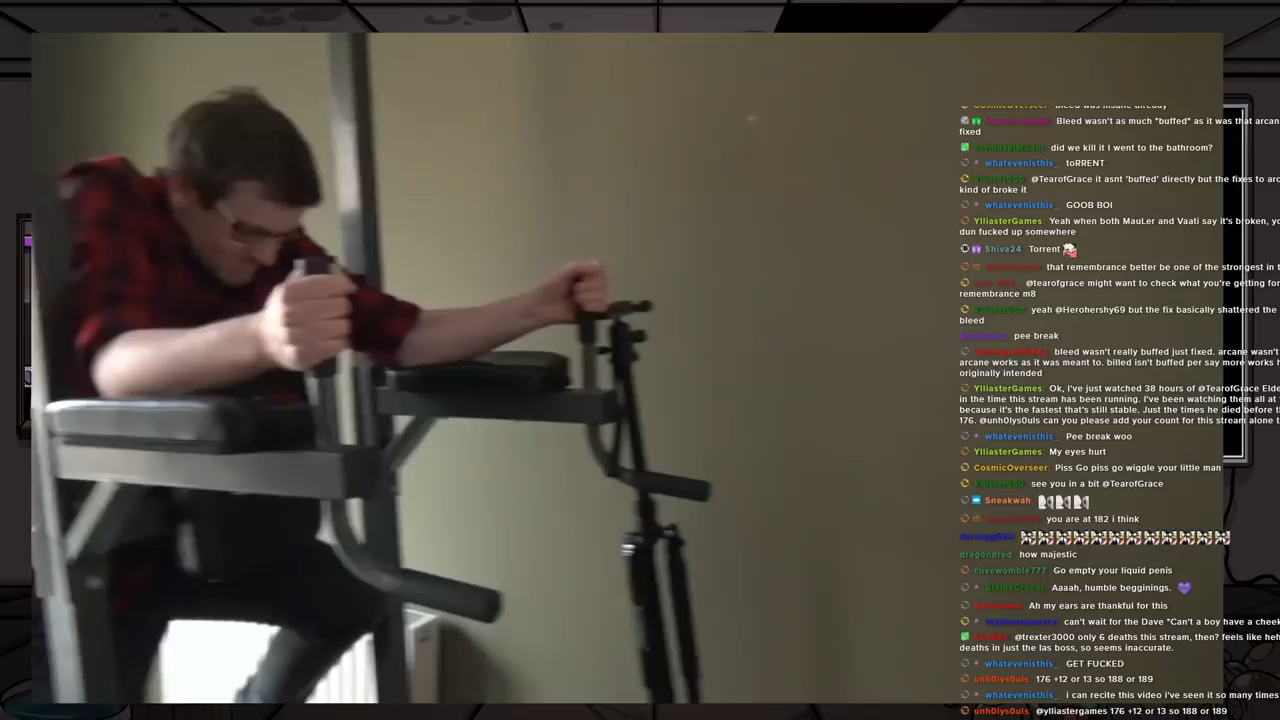 Bleed was insane already
Bleed wasn't as much "buffed" as it was that arcan
fixed
did we kill it I went to the bathroom?
whatevenisthis_ toRRENT
@TearofGrace it asnt 'buffed' directly but the fixes to arc
kind of broke it
whatevenisthis_ GOOB BOI
YlliasterGames: Yeah when both MauLer and Vaati say it's broken, yo
dun fucked up somewhere
Shiva24 Torrent
that remembrance better be one of the strongest in t
@tearofgrace might want to check what you're getting for
remembrance m8
yeah @Herohershy69 but the fix basically shattered the
bleed
pee break
bleed wasn't really buffed just fixed. arcane wasn't
arcane works as it was meant to. billed isn't buffed per say more works h
originally intended
YlliasterGames: Ok, I've just watched 38 hours of @TearofGrace Elde
in the time this stream has been running. I've been watching them all at
because it's the fastest that's still stable. Just the times he died before t
176. @unh0lys0uls can you please add your count for this stream alone t
whatevenisthis_ Pee break woo
YlliasterGames: My eyes hurt
CosmicOverseer: Piss Go piss go wiggle your little man
see you in a bit @TearofGrace
Sneakwah
you are at 182 i think
dragondred how majestic
clivewomble777 Go empty your liquid penis
Aaaah, humble begginings.
Ah my ears are thankful for this
can't wait for the Dave "Can't a boy have a cheek
@trexter3000 only 6 deaths this stream, then? feels like heh
deaths in just the las boss, so seems inaccurate.
whatevenisthis_ GET FUCKED
unh0lys0uls 176 +12 or 13 so 188 or 189
whatevenisthis_ i can recite this video i've seen it so many times
unh0lys0uls @ylliastergames 176 +12 or 13 so 188 or 189